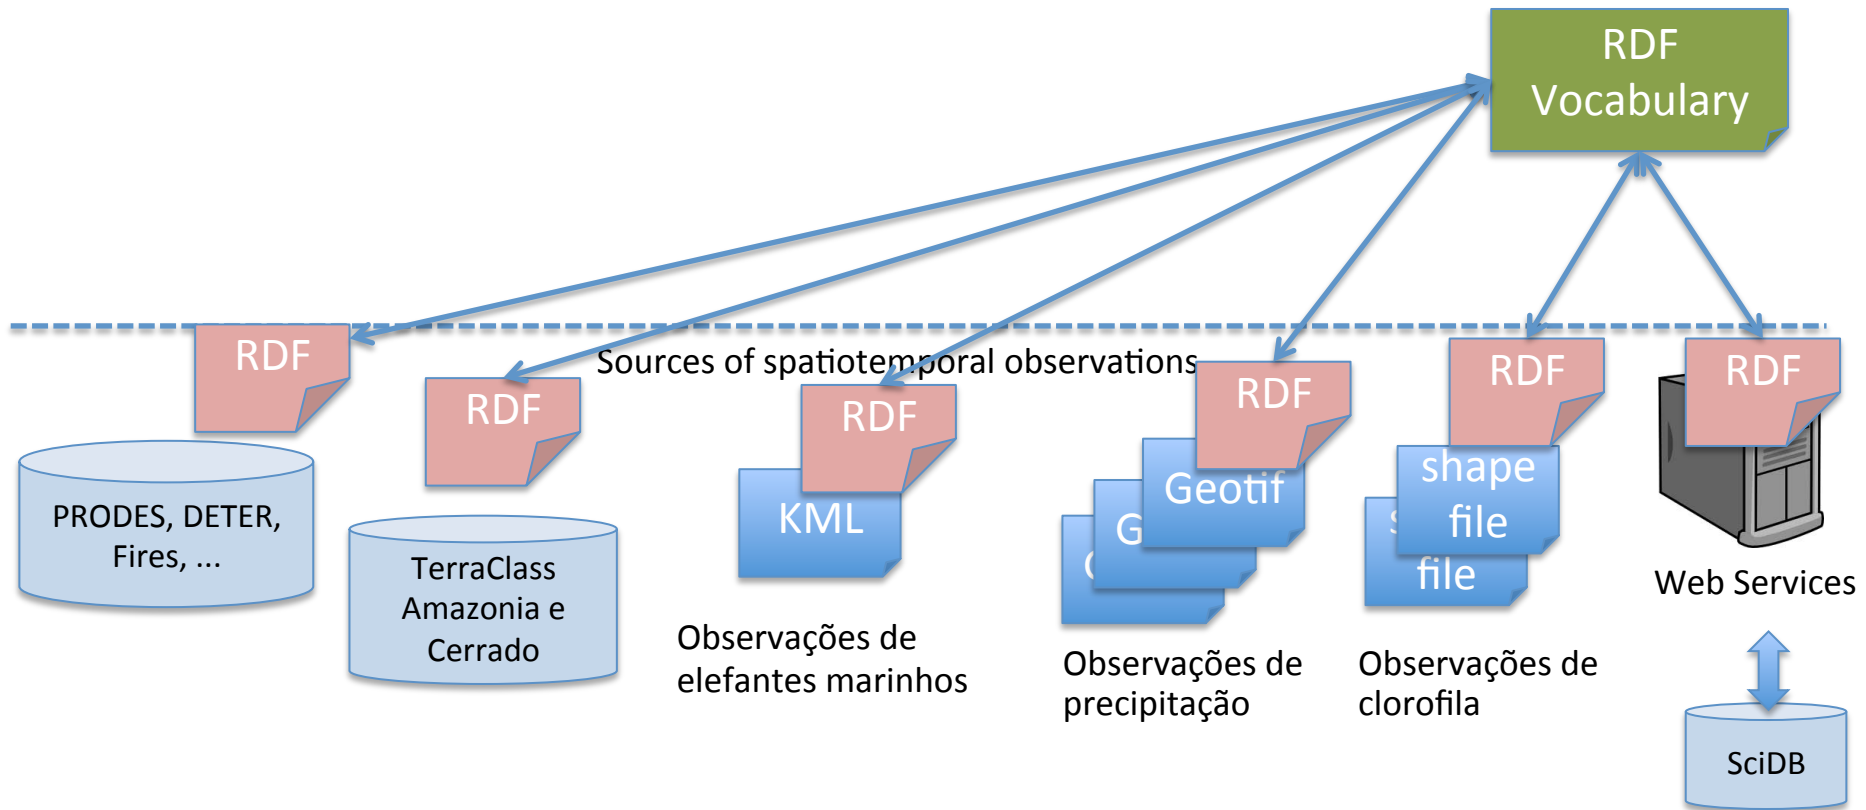 RDF
Vocabulary
Sources of spatiotemporal observations
RDF
PRODES, DETER,
Fires, ...
RDF
TerraClass
Amazonia e
Cerrado
RDF
KML
Observações de
elefantes marinhos
RDF
Geotif
G
Observações de
precipitação
RDF
shape
file
file
Observações de
clorofila
RDF
Web Services
SciDB